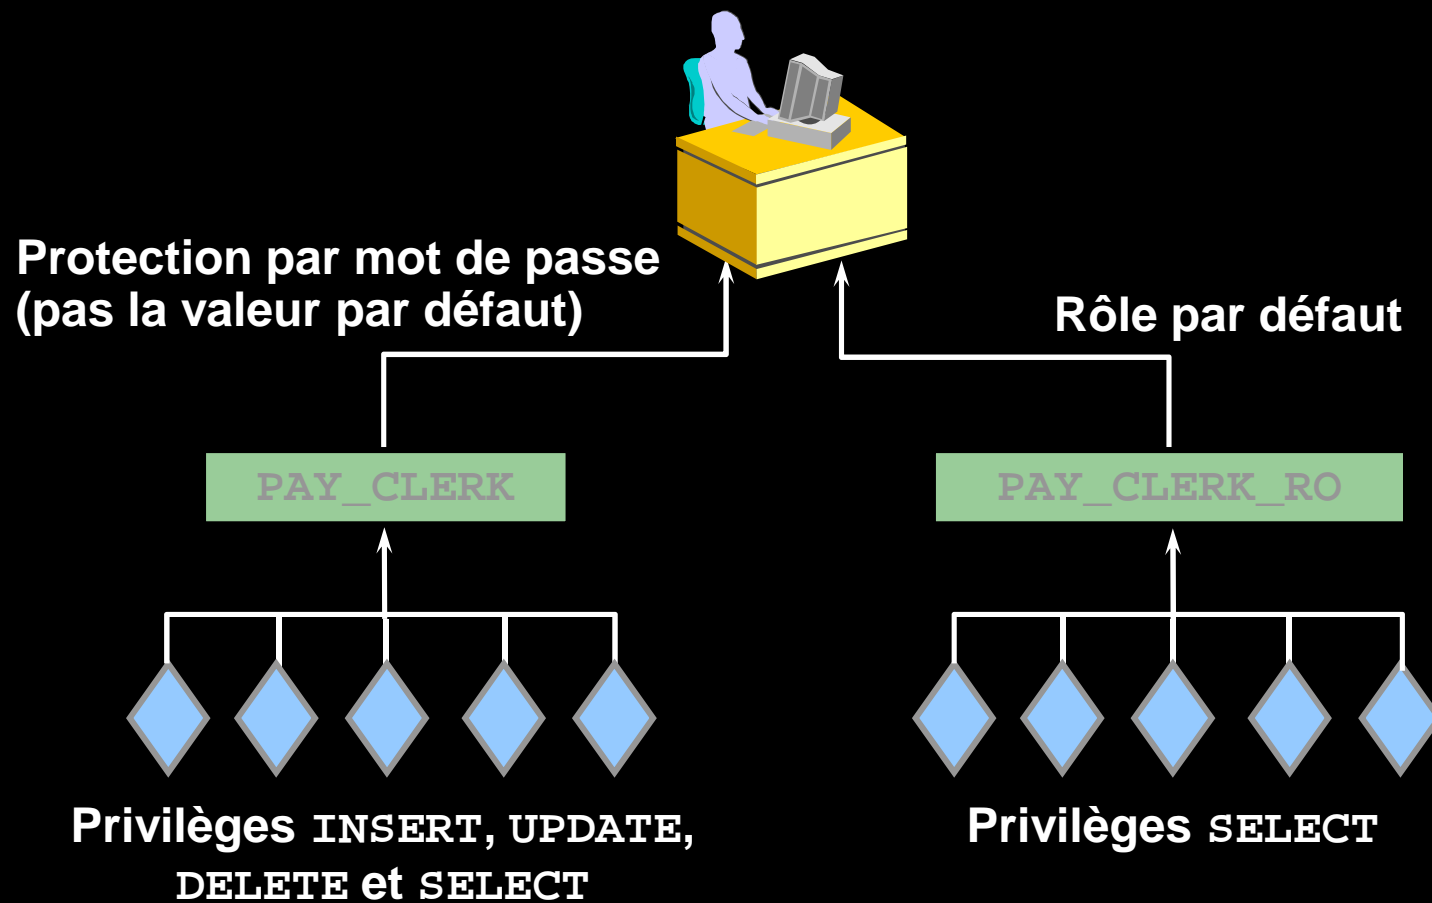 Protection par mot de passe
(pas la valeur par défaut)
Rôle par défaut
PAY_CLERK
PAY_CLERK_RO
Privilèges INSERT, UPDATE,
DELETE et SELECT
Privilèges SELECT